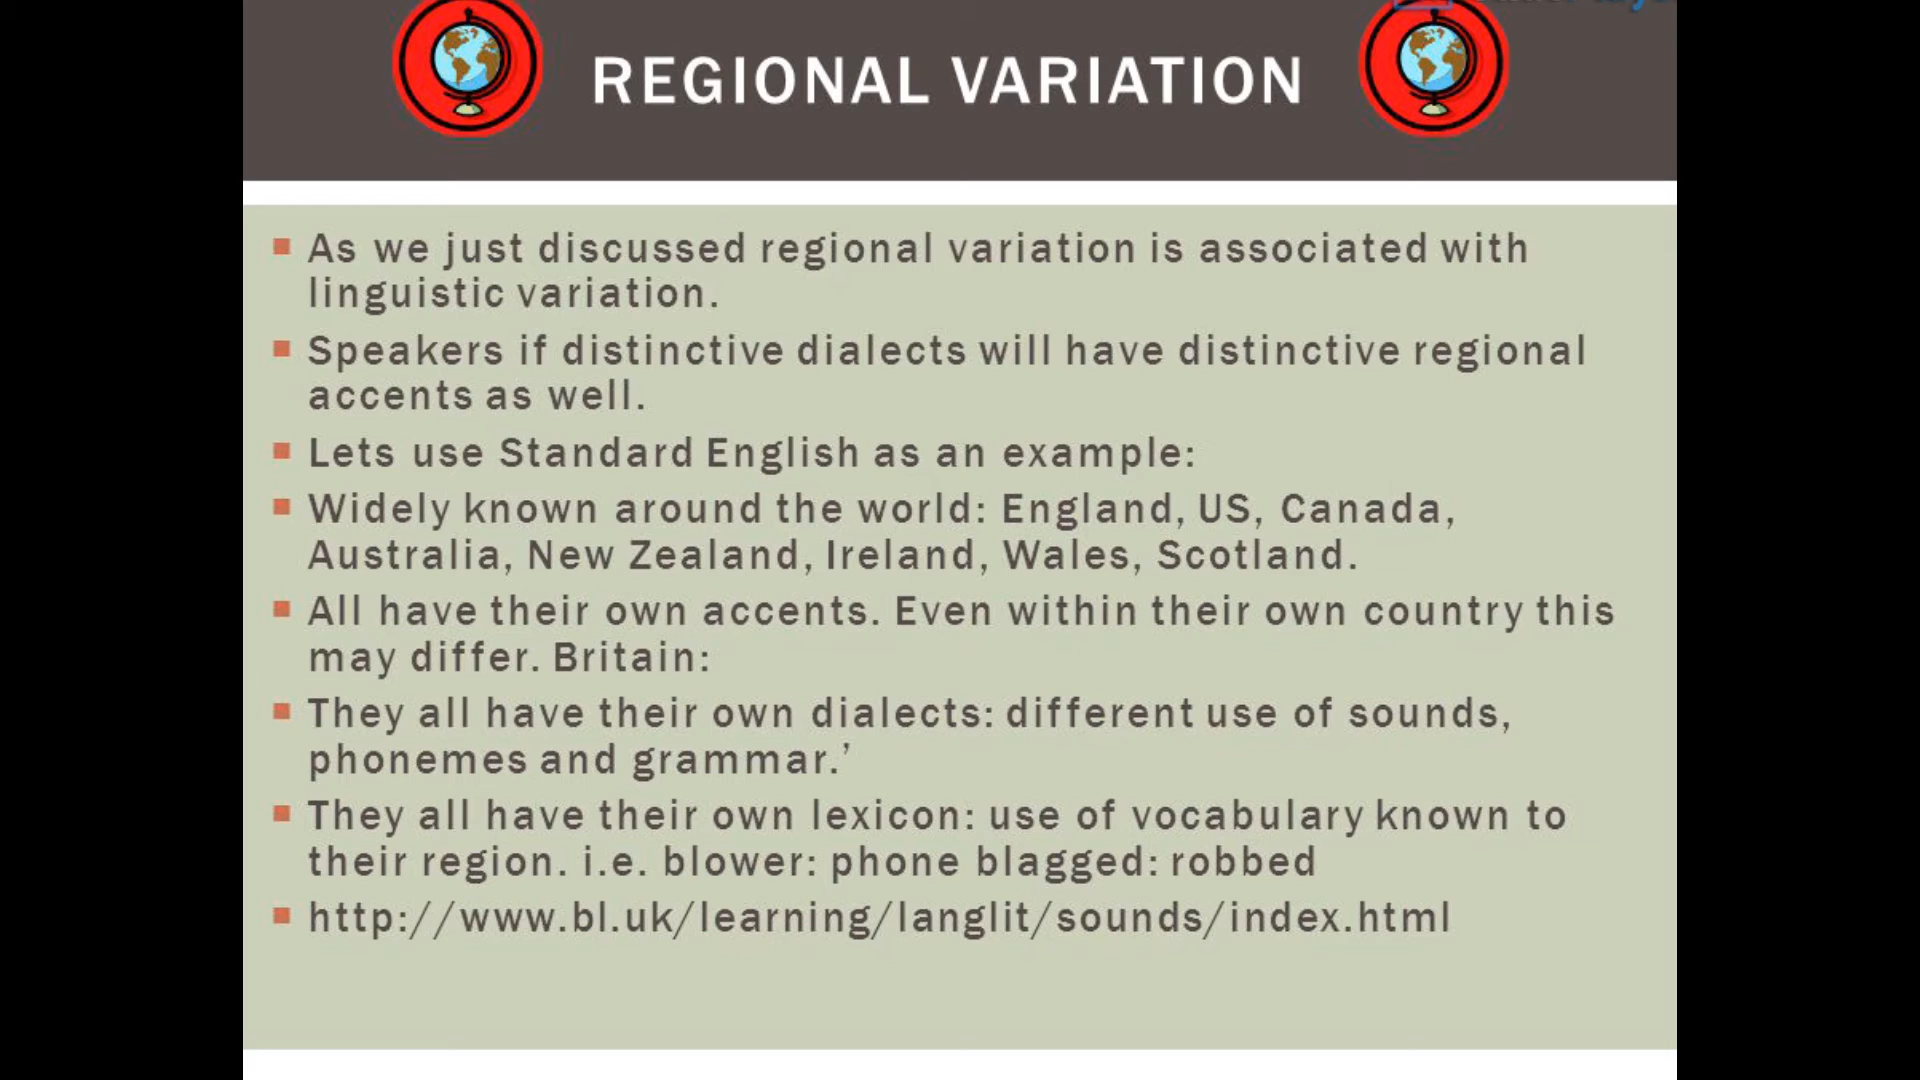 REGIONAL VARIATION
As we just discussed regional variation is associated with
linguistic variation.
Speakers if distinctive dialects will have distinctive regional
accents as well.
Lets use Standard English as an example:
Widely known around the world: England, US, Canada,
Australia, New Zealand, Ireland, Wales, Scotland.
All have their own accents. Even within their own country this
may differ. Britain:
They all have their own dialects: different use of sounds,
phonemes and grammar.’
They all have their own lexicon: use of vocabulary known to
their region. i.e. blower: phone blagged: robbed
http://www.bl.uk/learning/langlit/sounds/index.html